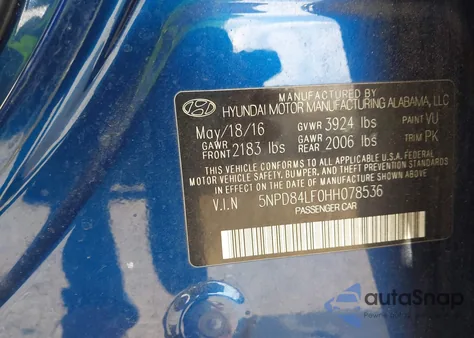 MANUFACTURED BY
HYUNDAI MOTOR MANUFACTURING ALABAMA, LLC
May/18/16 GVWR 3924 lbs PAINT VU
GAWR FRONT 2183 lbs GAWR REAR 2006 lbs TRIM PK
THIS VEHICLE CONFORMS TO ALL APPLICABLE U.S.A. FEDERAL
MOTOR VEHICLE SAFETY, BUMPER, AND THEFT PREVENTION STANDARDS
IN EFFECT ON THE DATE OF MANUFACTURE SHOWN ABOVE.
V.I.N 5NPD84LF0HH078536
PASSENGER CAR
autoSnap